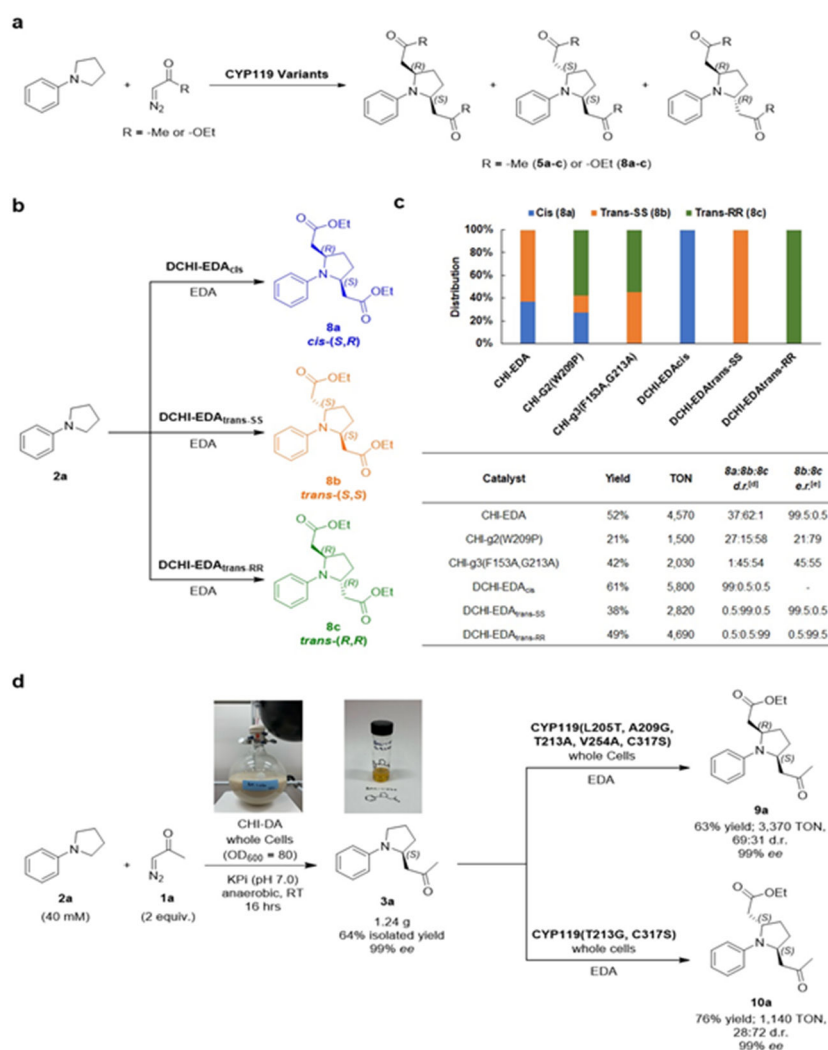 a
O
R
(R)
N
+
O
R
N2
CYP119 Variants
R = -Me or -OEt
O
R
(R)
N
(S)
R
O
+
O
R
(S)
N
(S)
R
O
+
O
R
(R)
N
(R)
R
O
R = -Me (5a-c) or -OEt (8a-c)
b
DCHI-EDAcis
EDA
O
OEt
(R)
N
(S)
OEt
O
8a
cis-(S,R)
N
2a
DCHI-EDAtrans-SS
EDA
O
OEt
(S)
N
(S)
OEt
O
8b
trans-(S,S)
DCHI-EDAtrans-RR
EDA
O
OEt
(R)
N
(R)
OEt
O
8c
trans-(R,R)
c
Cis (8a) Trans-SS (8b) Trans-RR (8c)
Distribution
100%
80%
60%
40%
20%
0%
CHI-EDA
CHI-G2(W209P)
CHI-g3(F153A,G213A)
DCHI-EDAcis
DCHI-EDAtrans-SS
DCHI-EDAtrans-RR
Catalyst Yield TON 8a:8b:8c d.r.[d] 8b:8c e.r.[e]
CHI-EDA 52% 4,570 37:62:1 99.5:0.5
CHI-g2(W209P) 21% 1,500 27:15:58 21:79
CHI-g3(F153A,G213A) 42% 2,030 1:45:54 45:55
DCHI-EDAcis 61% 5,800 99:0.5:0.5 -
DCHI-EDAtrans-SS 38% 2,820 0.5:99:0.5 99.5:0.5
DCHI-EDAtrans-RR 49% 4,690 0.5:0.5:99 0.5:99.5
d
N
2a
(40 mM)
+
O
N2
1a
(2 equiv.)
CHI-DA
whole Cells
(OD600 = 80)
KPi (pH 7.0)
anaerobic, RT
16 hrs
N
(S)
O
3a
1.24 g
64% isolated yield
99% ee
CYP119(L205T, A209G,
T213A, V254A, C317S)
whole Cells
EDA
O
OEt
(R)
N
(S)
O
9a
63% yield; 3,370 TON,
69:31 d.r.
99% ee
CYP119(T213G, C317S)
whole cells
EDA
O
OEt
(S)
N
(S)
O
10a
76% yield; 1,140 TON,
28:72 d.r.
99% ee